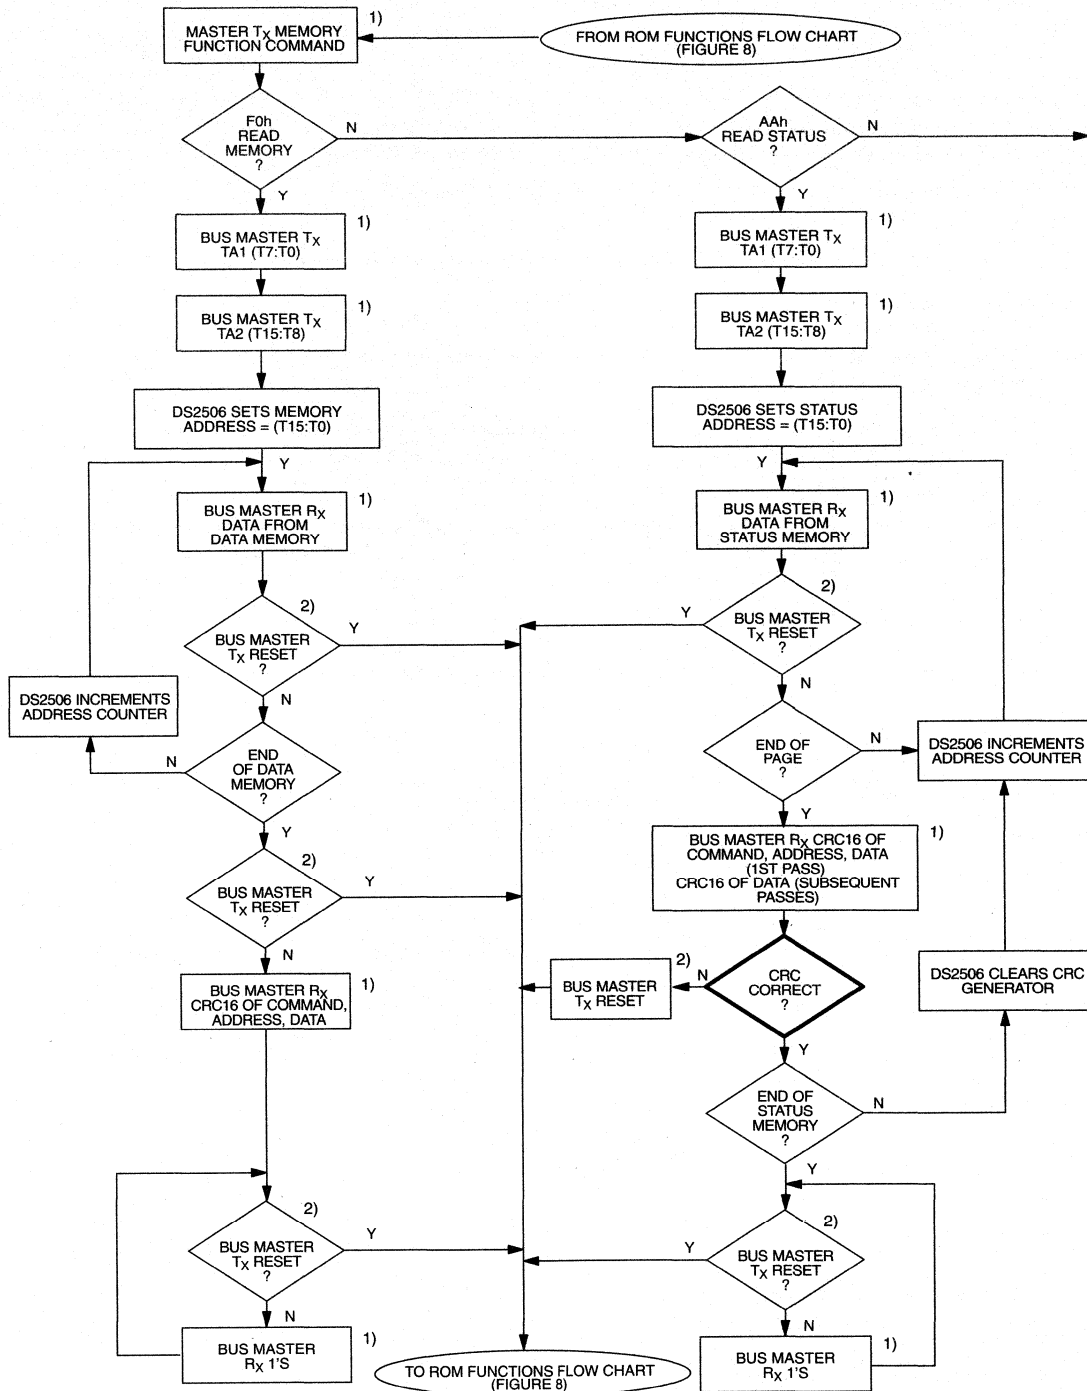 MASTER TX MEMORY
FUNCTION COMMAND
1)
FROM ROM FUNCTIONS FLOW CHART
(FIGURE 8)
F0h
READ
MEMORY
?
N
Y
AAh
READ STATUS
?
N
Y
BUS MASTER TX
TA1 (T7:T0)
1)
BUS MASTER TX
TA1 (T7:T0)
1)
BUS MASTER TX
TA2 (T15:T8)
1)
BUS MASTER TX
TA2 (T15:T8)
1)
DS2506 SETS MEMORY
ADDRESS = (T15:T0)
DS2506 SETS STATUS
ADDRESS = (T15:T0)
Y
Y
BUS MASTER RX
DATA FROM
DATA MEMORY
1)
BUS MASTER RX
DATA FROM
STATUS MEMORY
1)
2)
BUS MASTER
TX RESET
?
Y
N
2)
BUS MASTER
TX RESET
?
Y
N
DS2506 INCREMENTS
ADDRESS COUNTER
END
OF DATA
MEMORY
?
N
Y
END OF
PAGE
?
N
Y
DS2506 INCREMENTS
ADDRESS COUNTER
2)
BUS MASTER
TX RESET
?
Y
N
BUS MASTER RX CRC16 OF
COMMAND, ADDRESS, DATA
(1ST PASS)
CRC16 OF DATA (SUBSEQUENT
PASSES)
1)
BUS MASTER RX
CRC16 OF COMMAND,
ADDRESS, DATA
1)
BUS MASTER
TX RESET
2)
N
CRC
CORRECT
?
Y
DS2506 CLEARS CRC
GENERATOR
END OF
STATUS
MEMORY
?
N
Y
2)
BUS MASTER
TX RESET
?
Y
N
2)
BUS MASTER
TX RESET
?
Y
N
BUS MASTER
RX 1'S
1)
TO ROM FUNCTIONS FLOW CHART
(FIGURE 8)
BUS MASTER
RX 1'S
1)